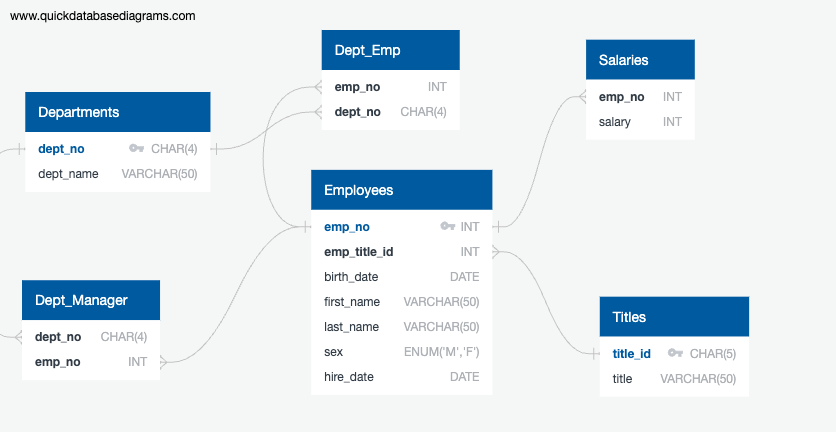 www.quickdatabasediagrams.com
Dept_Emp
emp_no INT
dept_no CHAR(4)
Salaries
emp_no INT
salary INT
Departments
dept_no CHAR(4)
dept_name VARCHAR(50)
Employees
emp_no INT
emp_title_id INT
birth_date DATE
first_name VARCHAR(50)
last_name VARCHAR(50)
sex ENUM('M','F')
hire_date DATE
Dept_Manager
dept_no CHAR(4)
emp_no INT
Titles
title_id CHAR(5)
title VARCHAR(50)